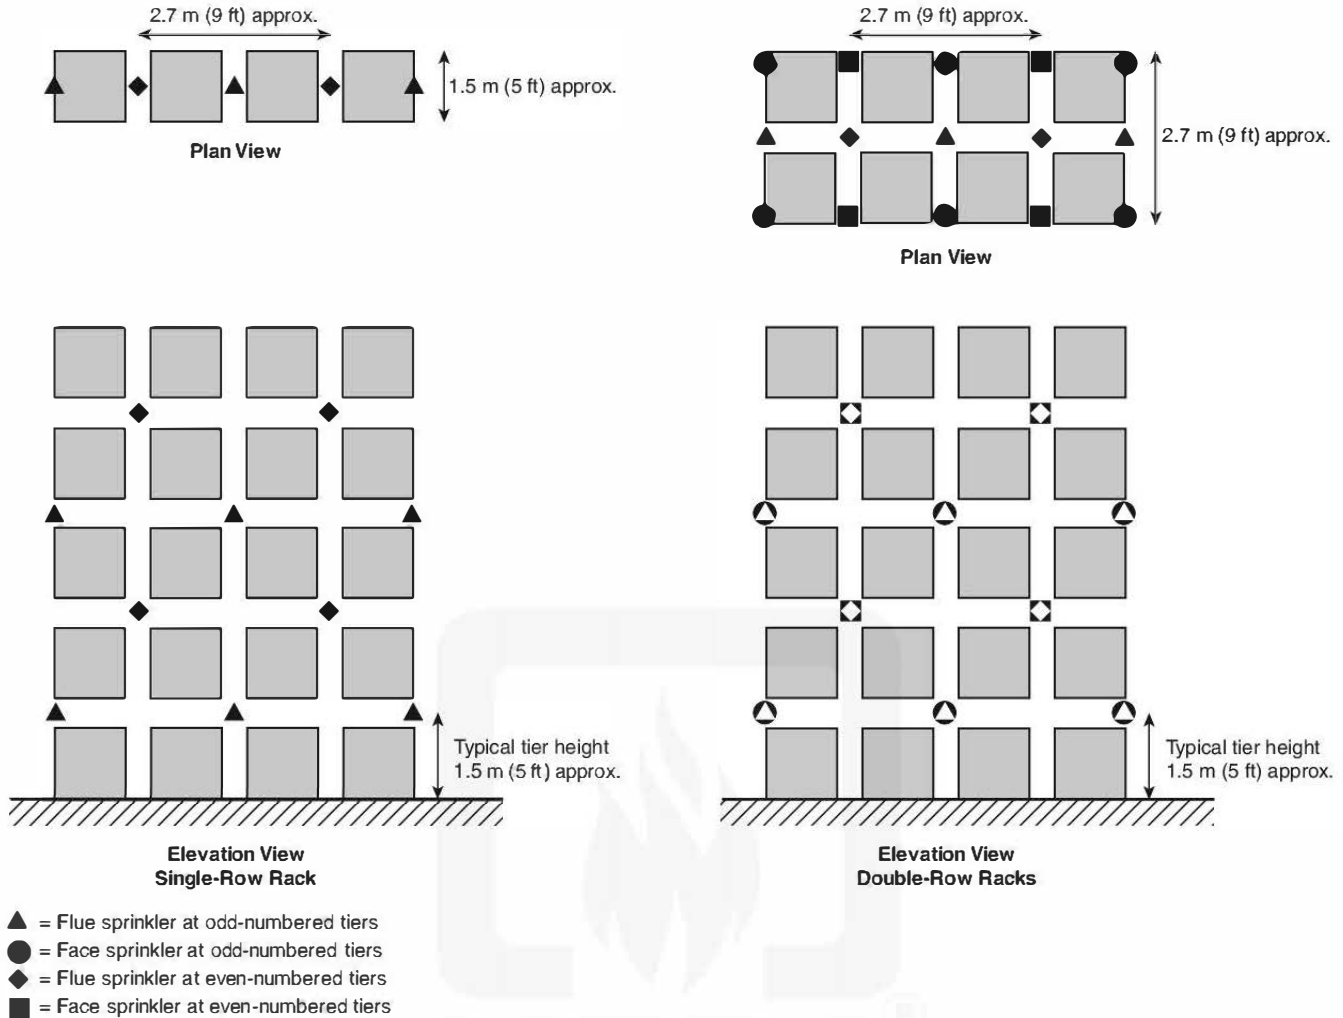 2.7 m (9 ft) approx.
1.5 m (5 ft) approx.
Plan View
2.7 m (9 ft) approx.
2.7 m (9 ft) approx.
Plan View
Typical tier height
1.5 m (5 ft) approx.
Elevation View
Single-Row Rack
Typical tier height
1.5 m (5 ft) approx.
Elevation View
Double-Row Racks
= Flue sprinkler at odd-numbered tiers
= Face sprinkler at odd-numbered tiers
= Flue sprinkler at even-numbered tiers
= Face sprinkler at even-numbered tiers